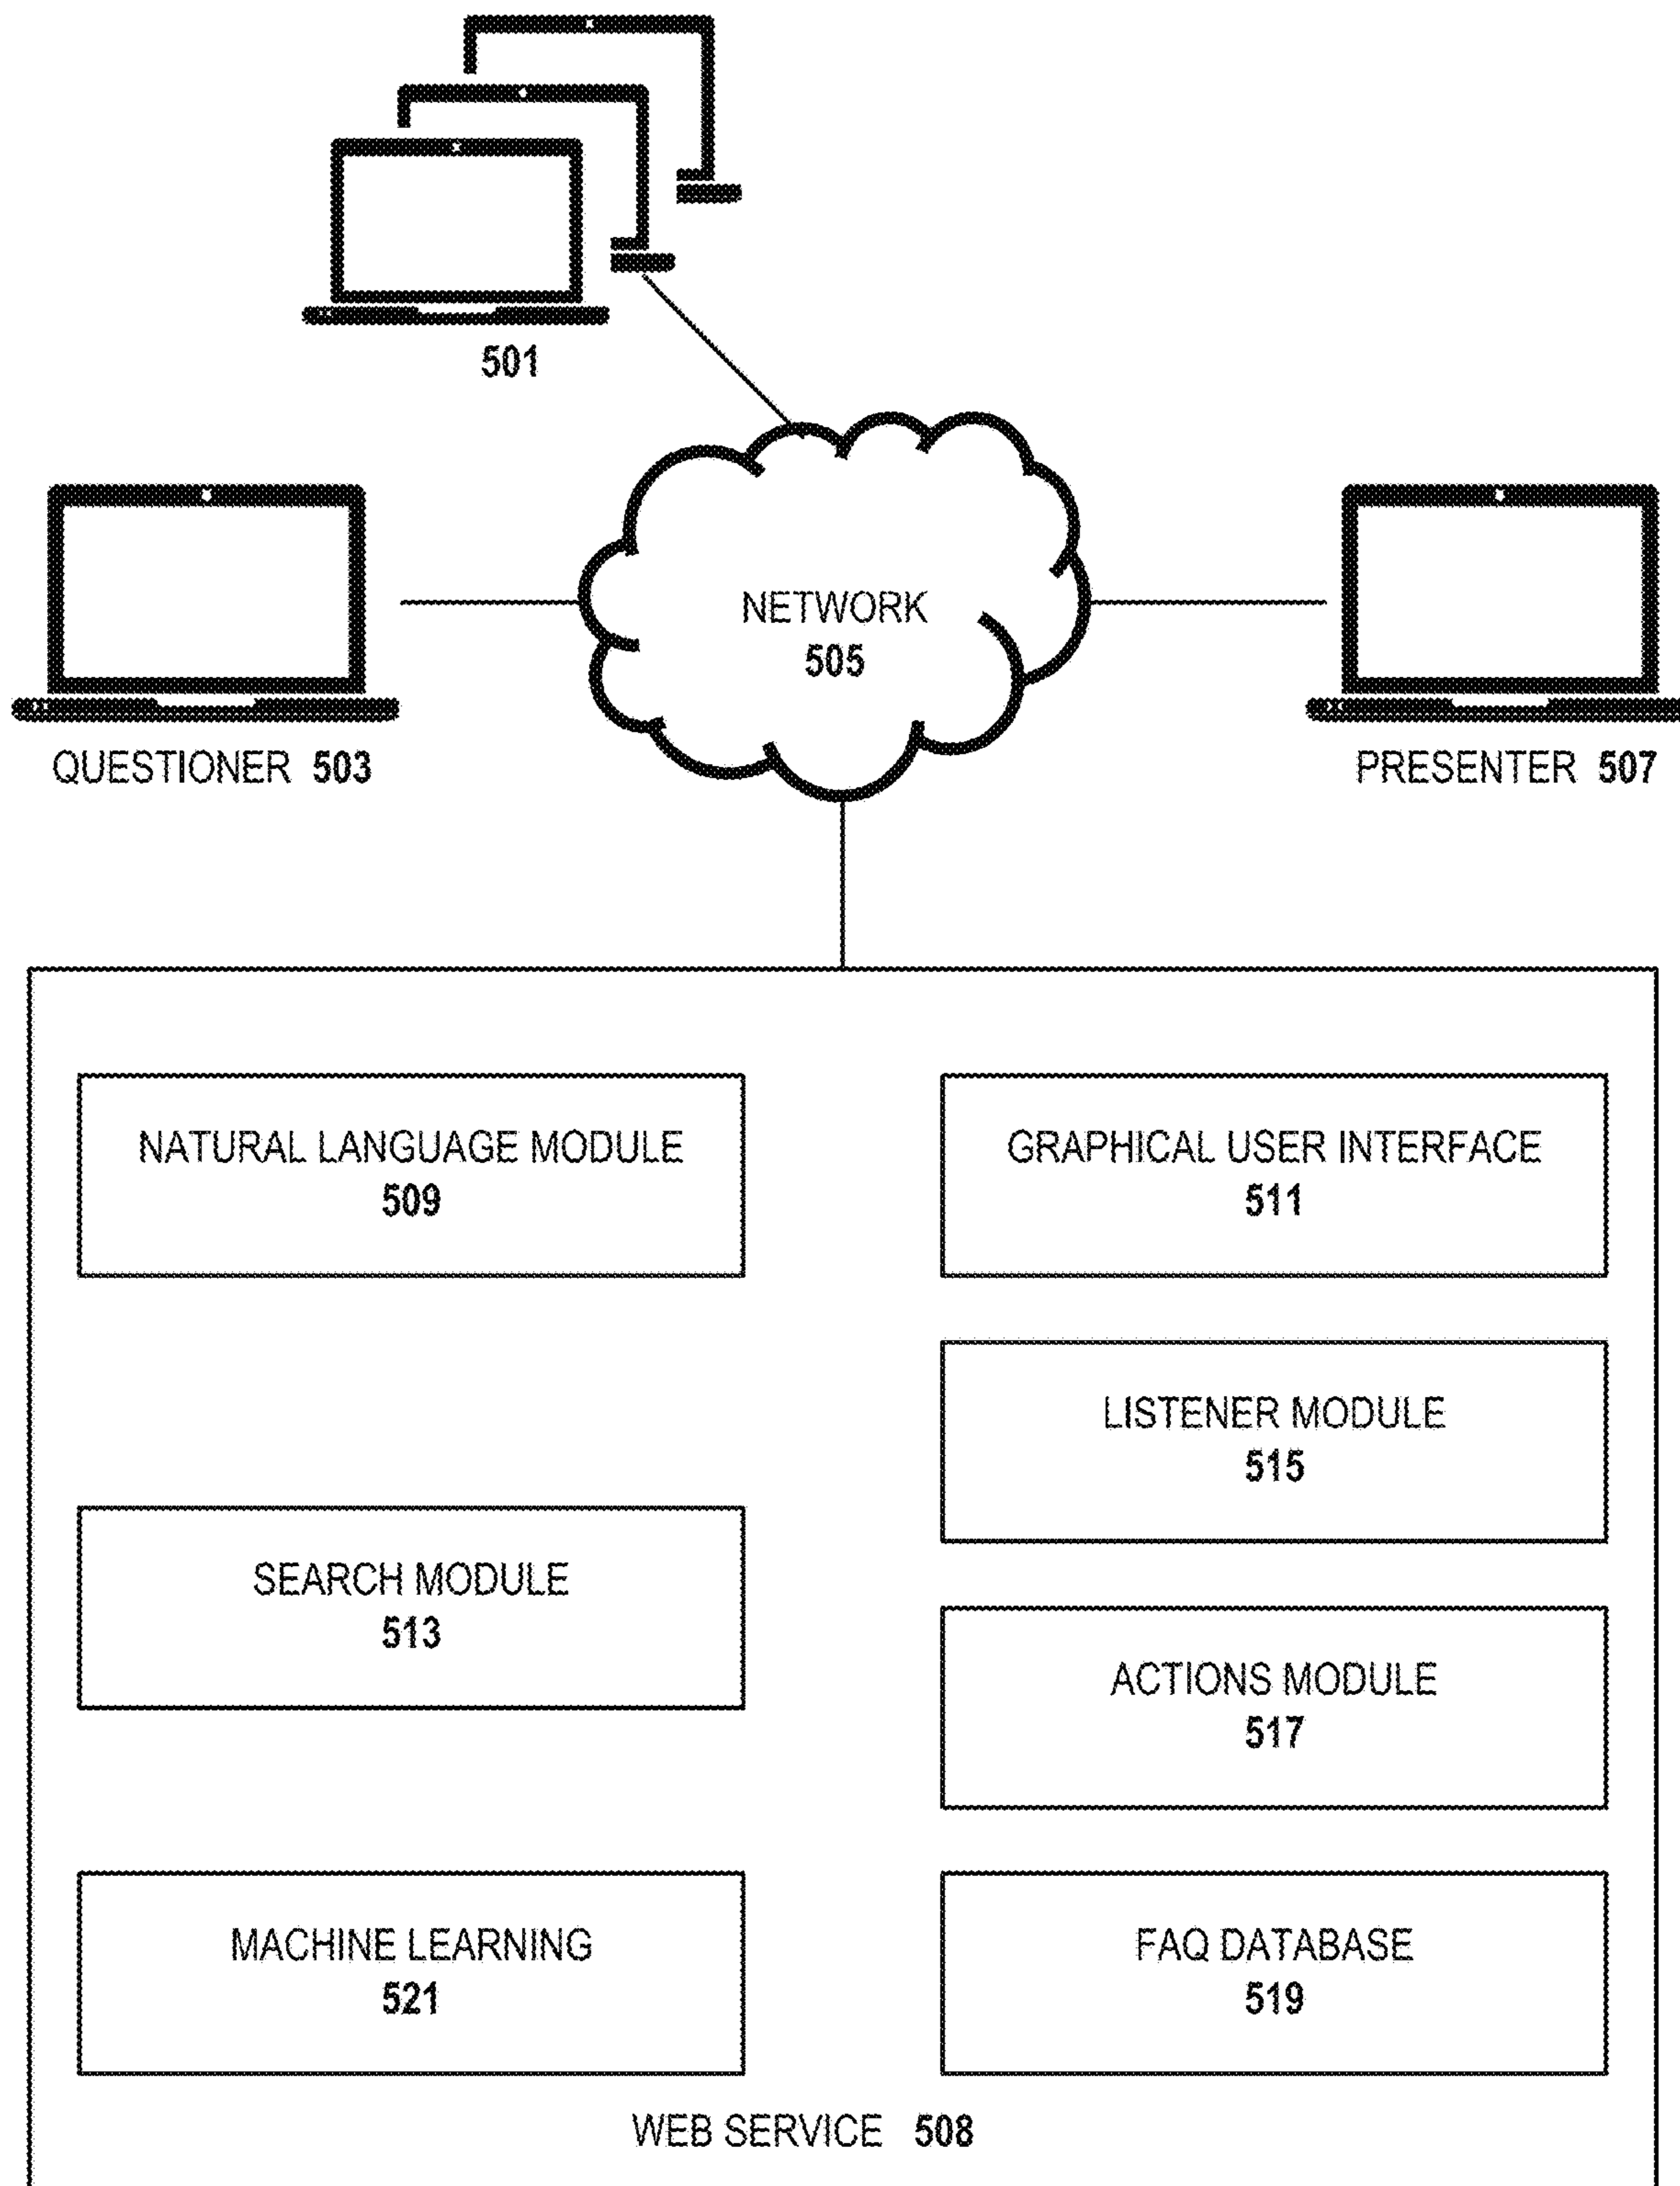 501
NETWORK
505
QUESTIONER 503
PRESENTER 507
NATURAL LANGUAGE MODULE
509
GRAPHICAL USER INTERFACE
511
LISTENER MODULE
515
SEARCH MODULE
513
ACTIONS MODULE
517
MACHINE LEARNING
521
FAQ DATABASE
519
WEB SERVICE 508